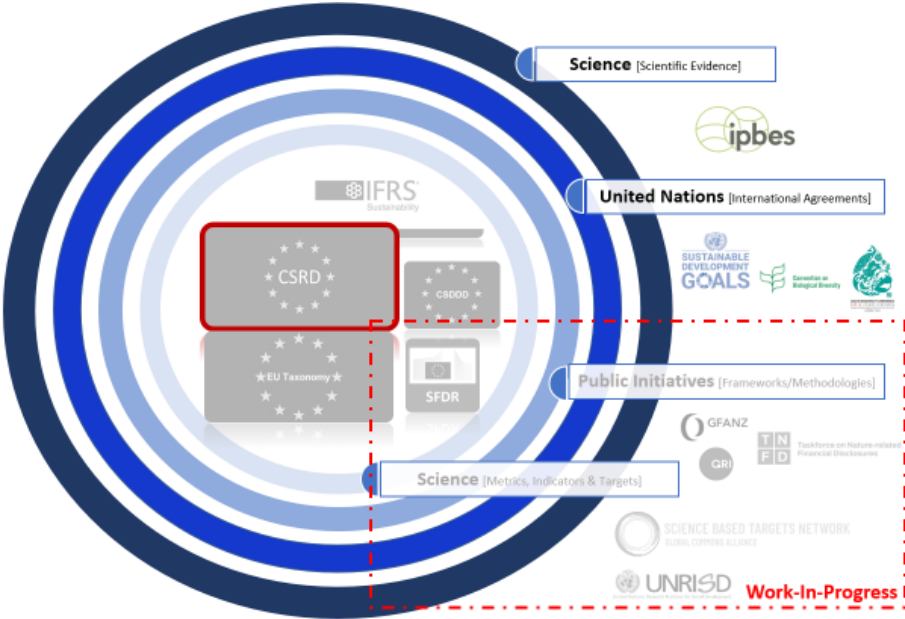 Science [Scientific Evidence]
ipbes
IFRS
Sustainability
United Nations [International Agreements]
CSRD
CSDDD
SUSTAINABLE
DEVELOPMENT
GOALS
Convention on
Biological Diversity
EU Taxonomy
SFDR
Public Initiatives [Frameworks/Methodologies]
GFANZ
GRI
TN
FD
Taskforce on Nature-related
Financial Disclosures
Science [Metrics, Indicators & Targets]
SCIENCE BASED TARGETS NETWORK
GLOBAL COMMONS ALLIANCE
UNRISD
Work-In-Progress